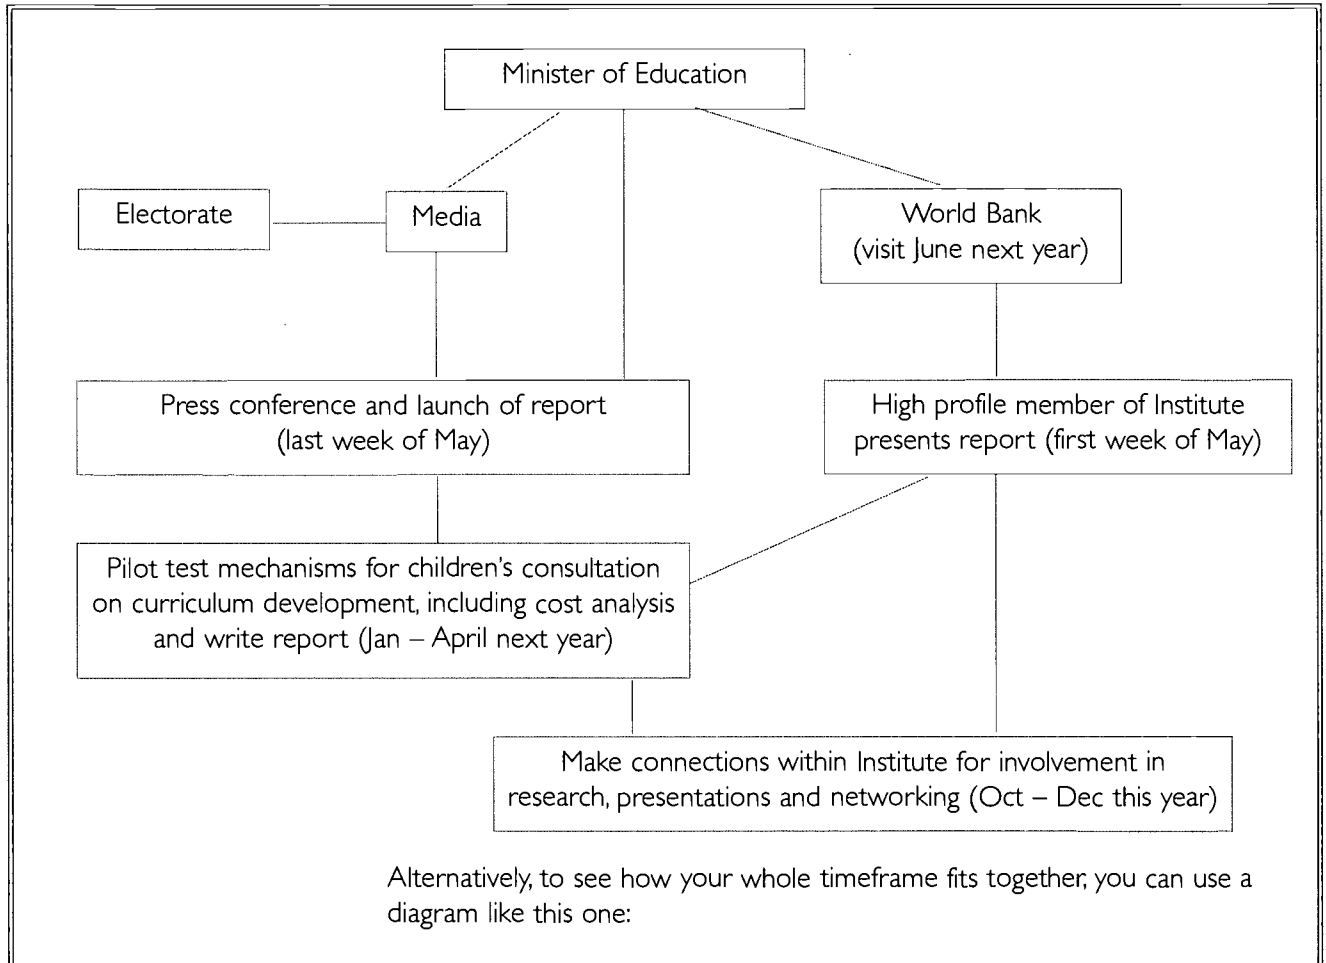 Minister of Education
Electorate
Media
World Bank
(visit June next year)
Press conference and launch of report
(last week of May)
High profile member of Institute
presents report (first week of May)
Pilot test mechanisms for children's consultation
on curriculum development, including cost analysis
and write report (Jan – April next year)
Make connections within Institute for involvement in
research, presentations and networking (Oct – Dec this year)
Alternatively, to see how your whole timeframe fits together, you can use a
diagram like this one: